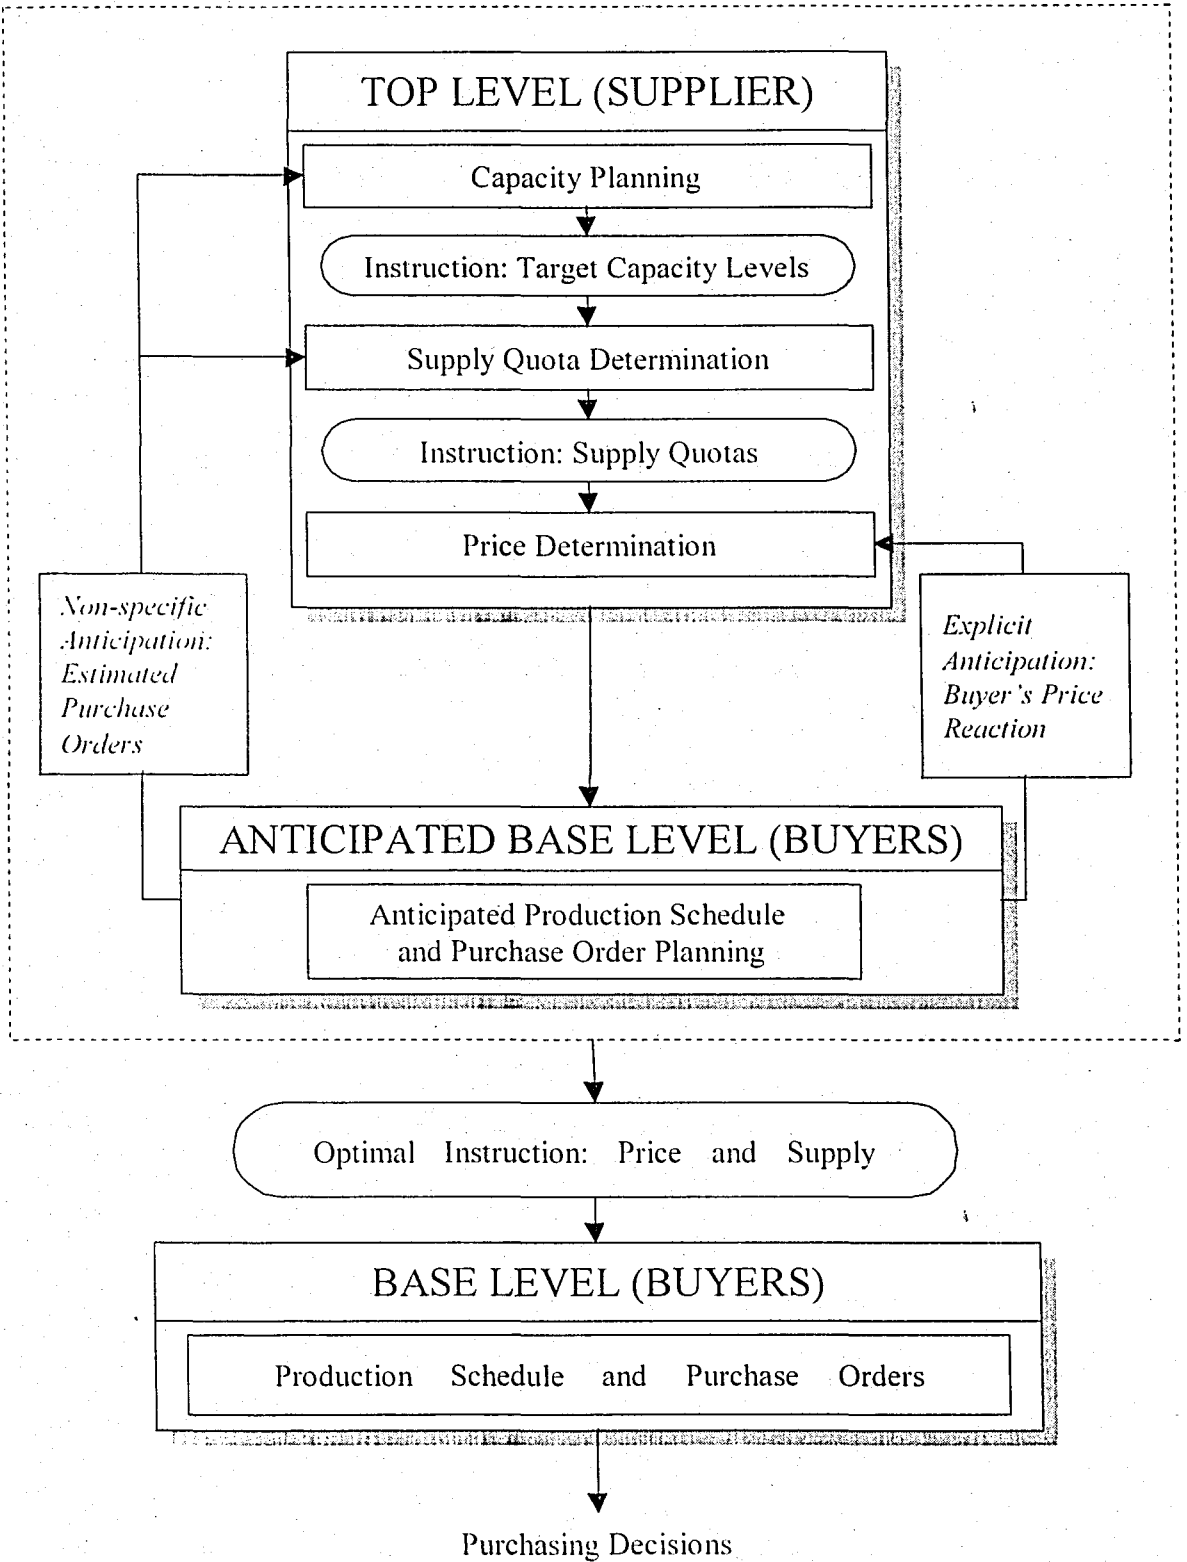 TOP LEVEL (SUPPLIER)
Capacity Planning
Instruction: Target Capacity Levels
Supply Quota Determination
Instruction: Supply Quotas
Price Determination
Non-specific
Anticipation:
Estimated
Purchase
Orders
Explicit
Anticipation:
Buyer's Price
Reaction
ANTICIPATED BASE LEVEL (BUYERS)
Anticipated Production Schedule
and Purchase Order Planning
Optimal Instruction: Price and Supply
BASE LEVEL (BUYERS)
Production Schedule and Purchase Orders
Purchasing Decisions